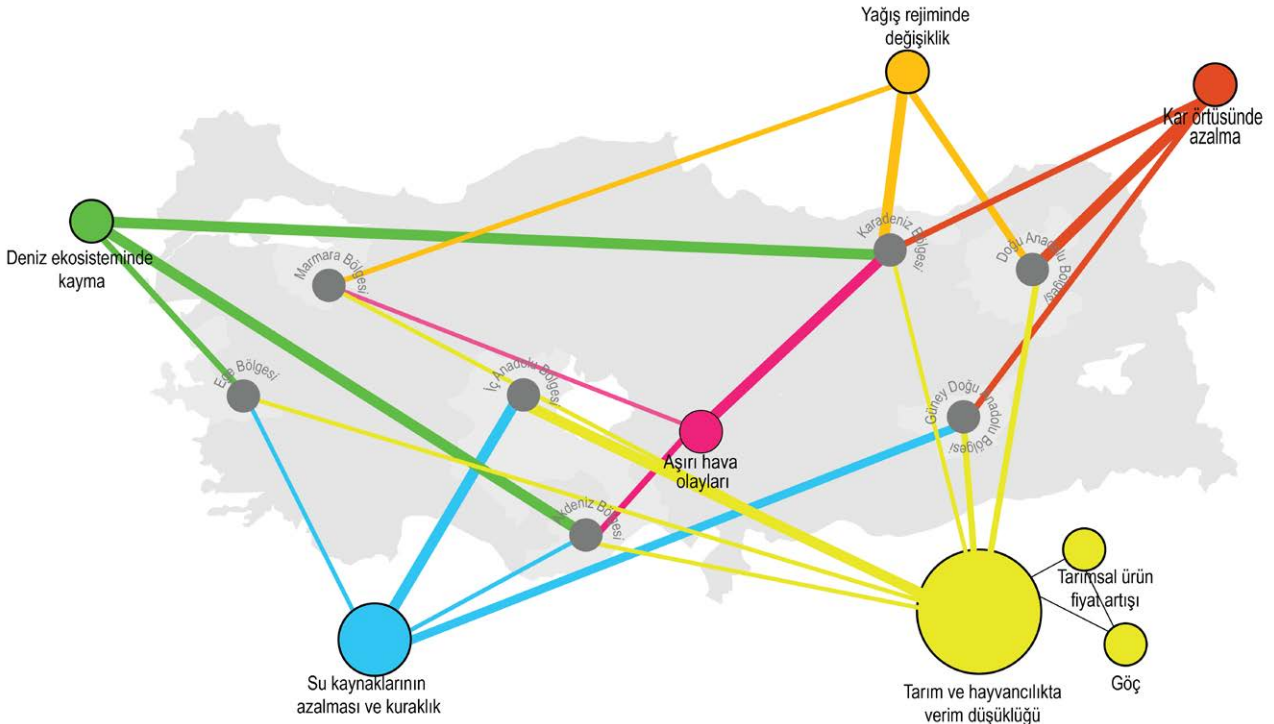 Yağış rejiminde
değişiklik
Kar örtüsünde
azalma
Deniz ekosisteminde
kayma
Marmara Bölgesi
Karadeniz Bölgesi
Doğu Anadolu Bölgesi
Ege Bölgesi
İç Anadolu Bölgesi
Güney Doğu Anadolu Bölgesi
Aşırı hava
olayları
Akdeniz Bölgesi
Tarımsal ürün
fiyat artışı
Göç
Su kaynaklarının
azalması ve kuraklık
Tarım ve hayvancılıkta
verim düşüklüğü